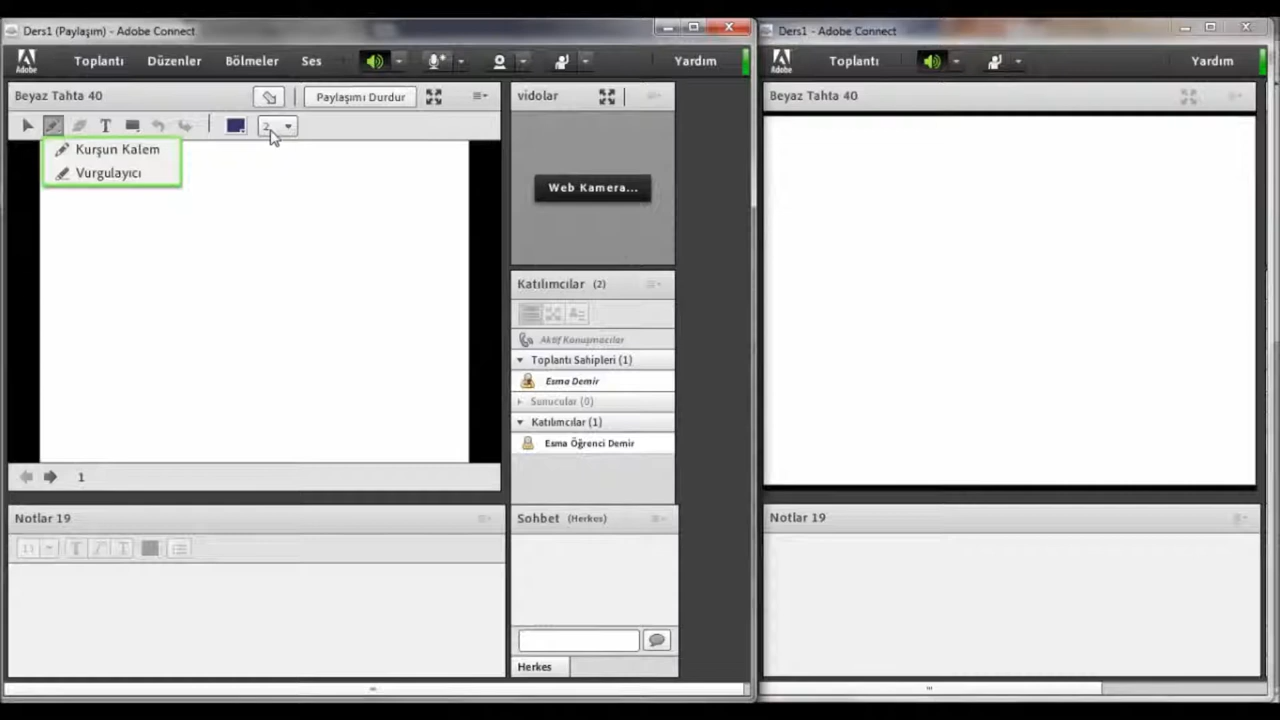 Ders1 (Paylaşım) - Adobe Connect
Adobe
Toplantı
Düzenler
Bölmeler
Ses
Yardım
Beyaz Tahta 40
Paylaşımı Durdur
T
2
Kurşun Kalem
Vurgulayıcı
1
Notlar 19
vidolar
Web Kamera...
Katılımcılar (2)
Aktif Konuşmacılar
Toplantı Sahipleri (1)
Esma Demir
Sunucular (0)
Katılımcılar (1)
Esma Öğrenci Demir
Sohbet (Herkes)
Herkes
Ders1 - Adobe Connect
Adobe
Toplantı
Yardım
Beyaz Tahta 40
Notlar 19